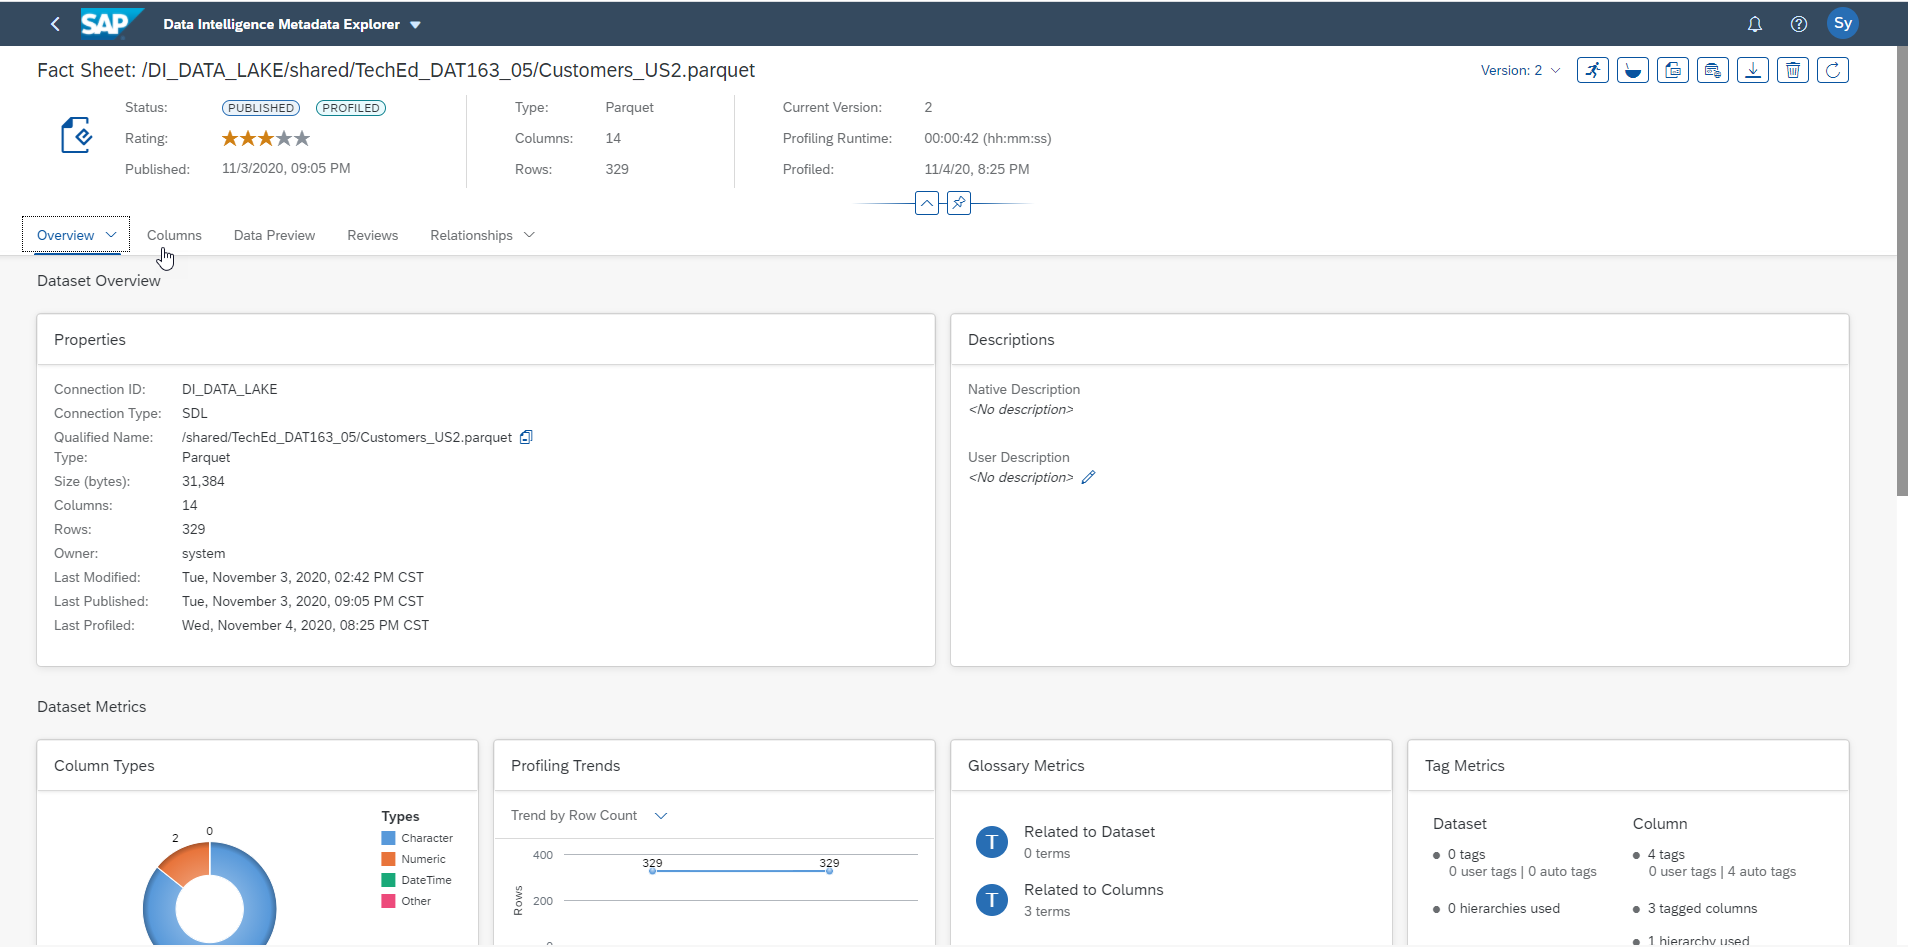 SAP
Data Intelligence Metadata Explorer
Sy
Fact Sheet: /DI_DATA_LAKE/shared/TechEd_DAT163_05/Customers_US2.parquet
Version: 2
Status: PUBLISHED PROFILED
Rating:
Published: 11/3/2020, 09:05 PM
Type: Parquet
Columns: 14
Rows: 329
Current Version: 2
Profiling Runtime: 00:00:42 (hh:mm:ss)
Profiled: 11/4/20, 8:25 PM
Overview Columns Data Preview Reviews Relationships
Dataset Overview
Properties
Connection ID: DI_DATA_LAKE
Connection Type: SDL
Qualified Name: /shared/TechEd_DAT163_05/Customers_US2.parquet
Type: Parquet
Size (bytes): 31,384
Columns: 14
Rows: 329
Owner: system
Last Modified: Tue, November 3, 2020, 02:42 PM CST
Last Published: Tue, November 3, 2020, 09:05 PM CST
Last Profiled: Wed, November 4, 2020, 08:25 PM CST
Descriptions
Native Description
<No description>
User Description
<No description>
Dataset Metrics
Column Types
2
0
Types
Character
Numeric
DateTime
Other
Profiling Trends
Trend by Row Count
400
329 329
Rows
200
0
Glossary Metrics
T Related to Dataset
0 terms
T Related to Columns
3 terms
Tag Metrics
Dataset
0 tags
0 user tags | 0 auto tags
0 hierarchies used
Column
4 tags
0 user tags | 4 auto tags
3 tagged columns
1 hierarchy used